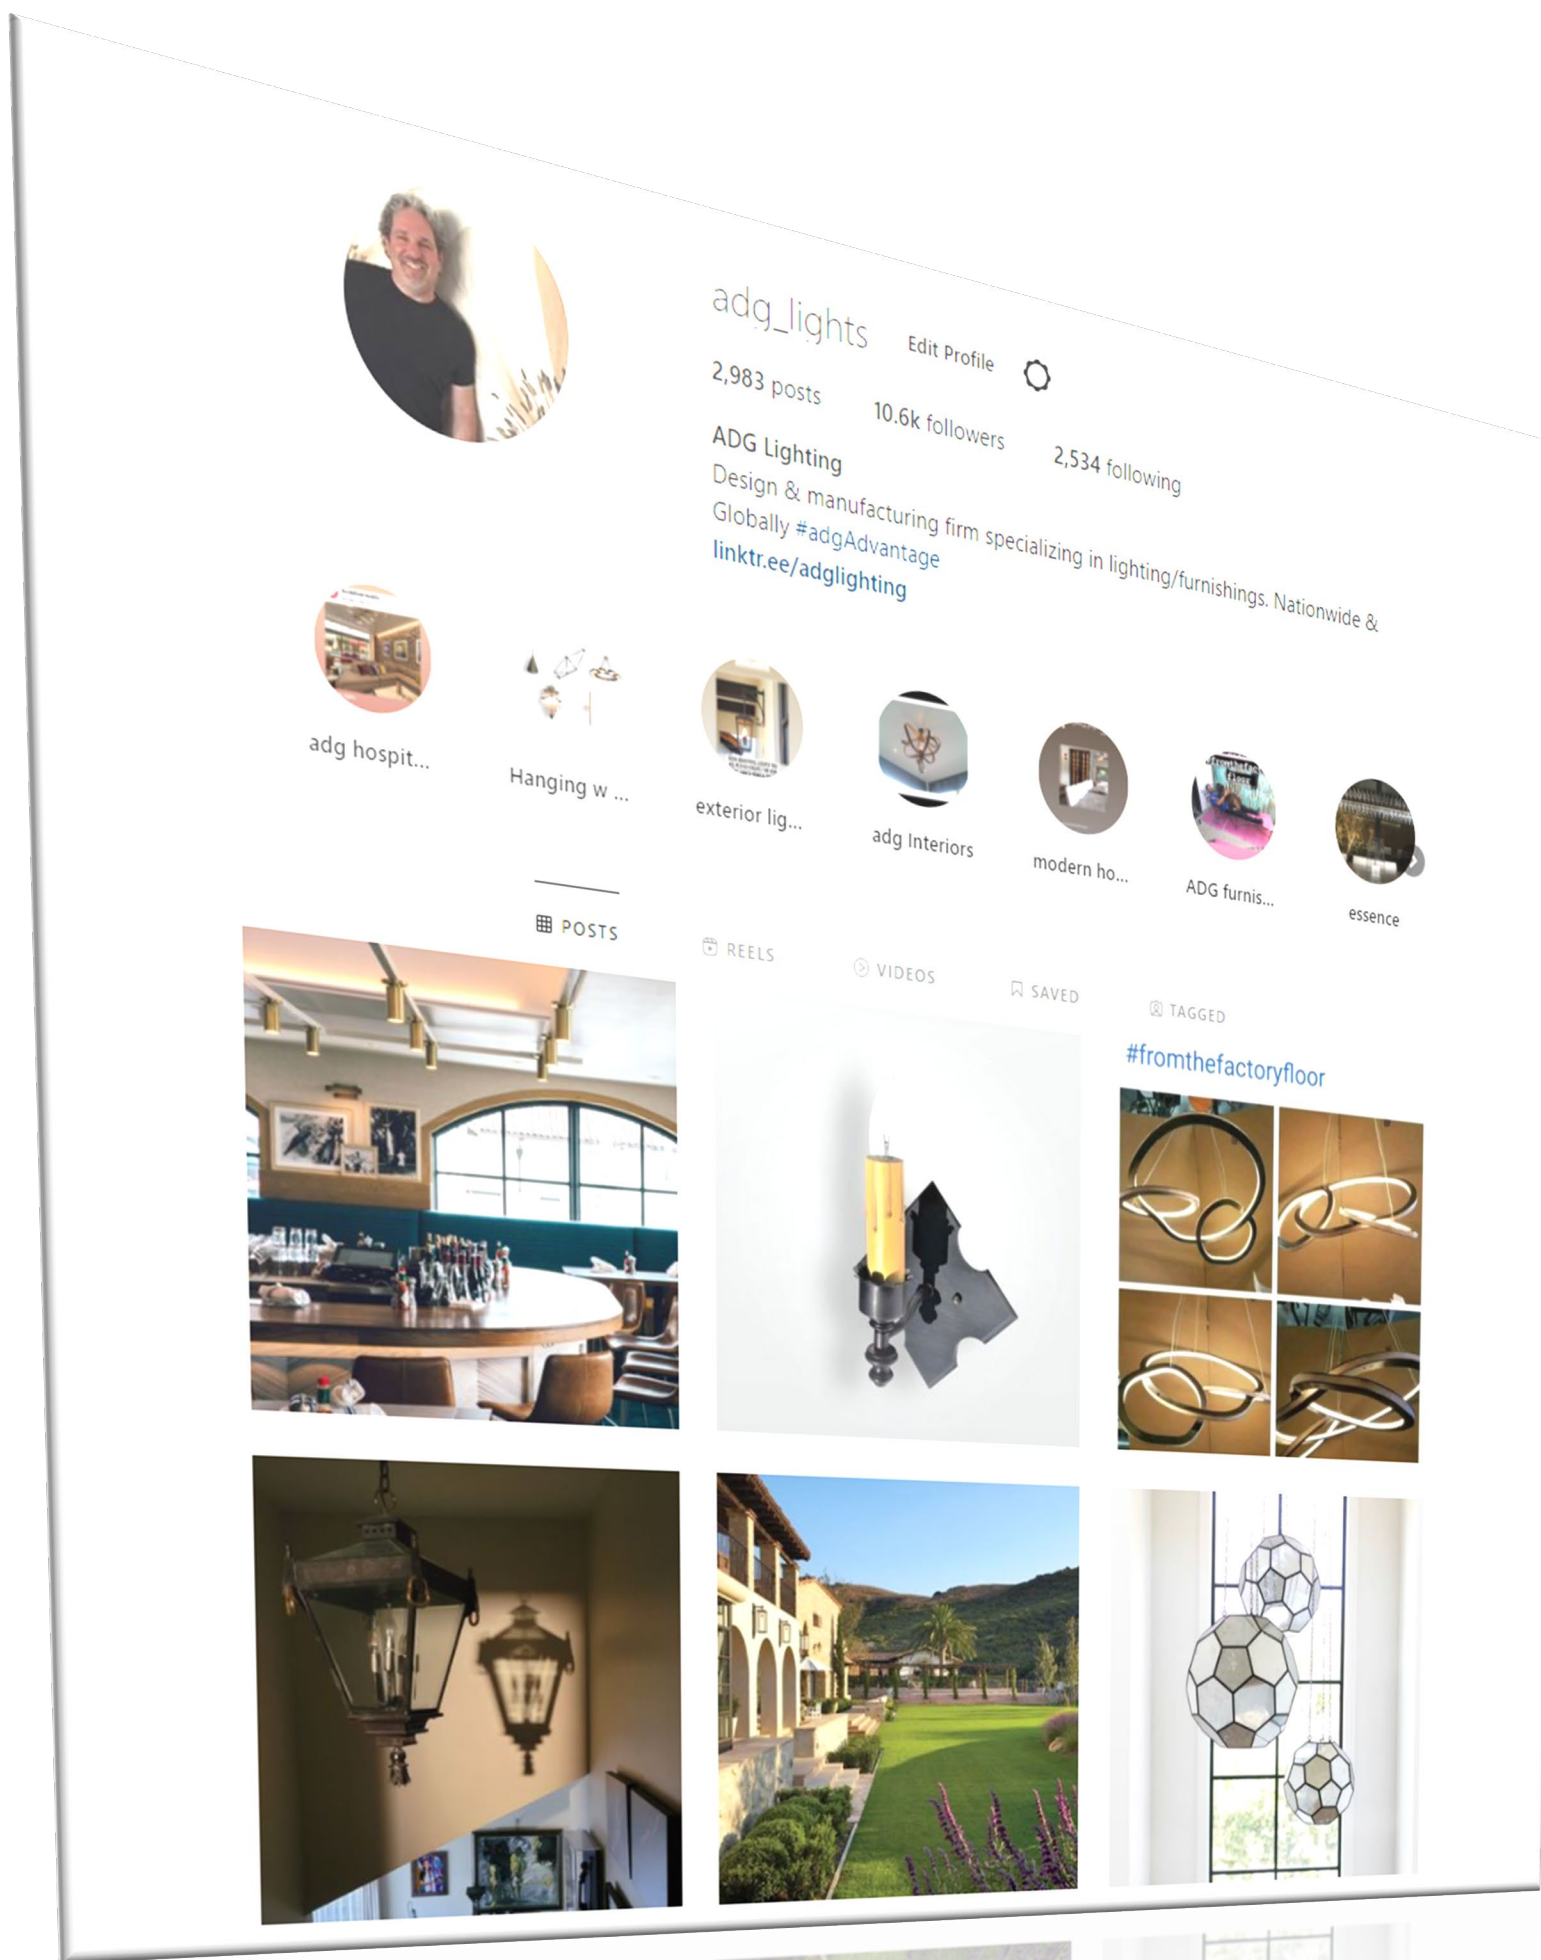 adg_lights Edit Profile
2,983 posts 10.6k followers 2,534 following
ADG Lighting
Design & manufacturing firm specializing in lighting/furnishings. Nationwide &
Globally #adgAdvantage
linktr.ee/adglighting
adg hospit... Hanging w ... exterior lig... adg Interiors modern ho... ADG furnis... essence
POSTS REELS VIDEOS SAVED TAGGED
#fromthefactoryfloor